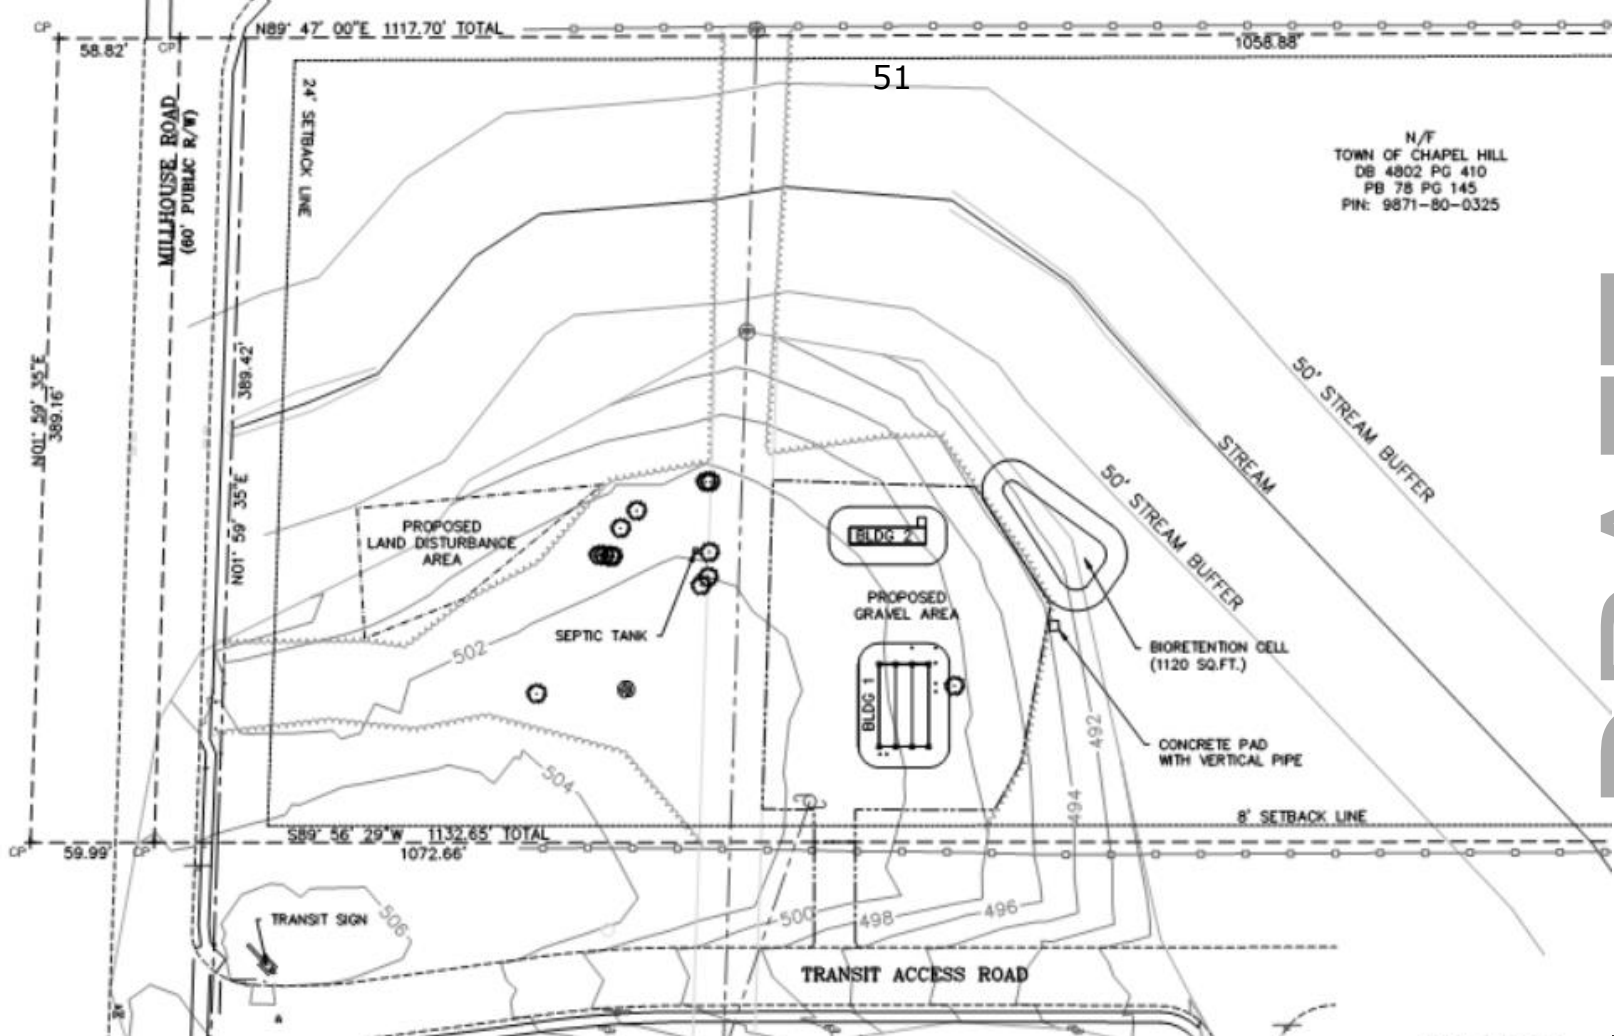 CP
58.82'
CP
N89° 47' 00"E 1117.70' TOTAL
1058.88'
51
24' SETBACK LINE
MILLHOUSE ROAD
(60' PUBLIC R/W)
N/F
TOWN OF CHAPEL HILL
DB 4802 PG 410
PB 78 PG 145
PIN: 9871-80-0325
N01° 59' 35"E
389.16'
389.42'
N01° 59' 35"E
50' STREAM BUFFER
STREAM
50' STREAM BUFFER
PROPOSED
LAND DISTURBANCE
AREA
BLDG 2
PROPOSED
GRAVEL AREA
SEPTIC TANK
502
BIORETENTION CELL
(1120 SQ.FT.)
BLDG 1
492
CONCRETE PAD
WITH VERTICAL PIPE
504
494
8' SETBACK LINE
S89° 56' 29"W 1132.65' TOTAL
CP
59.99'
CP
1072.66'
TRANSIT SIGN
506
500
498
496
TRANSIT ACCESS ROAD